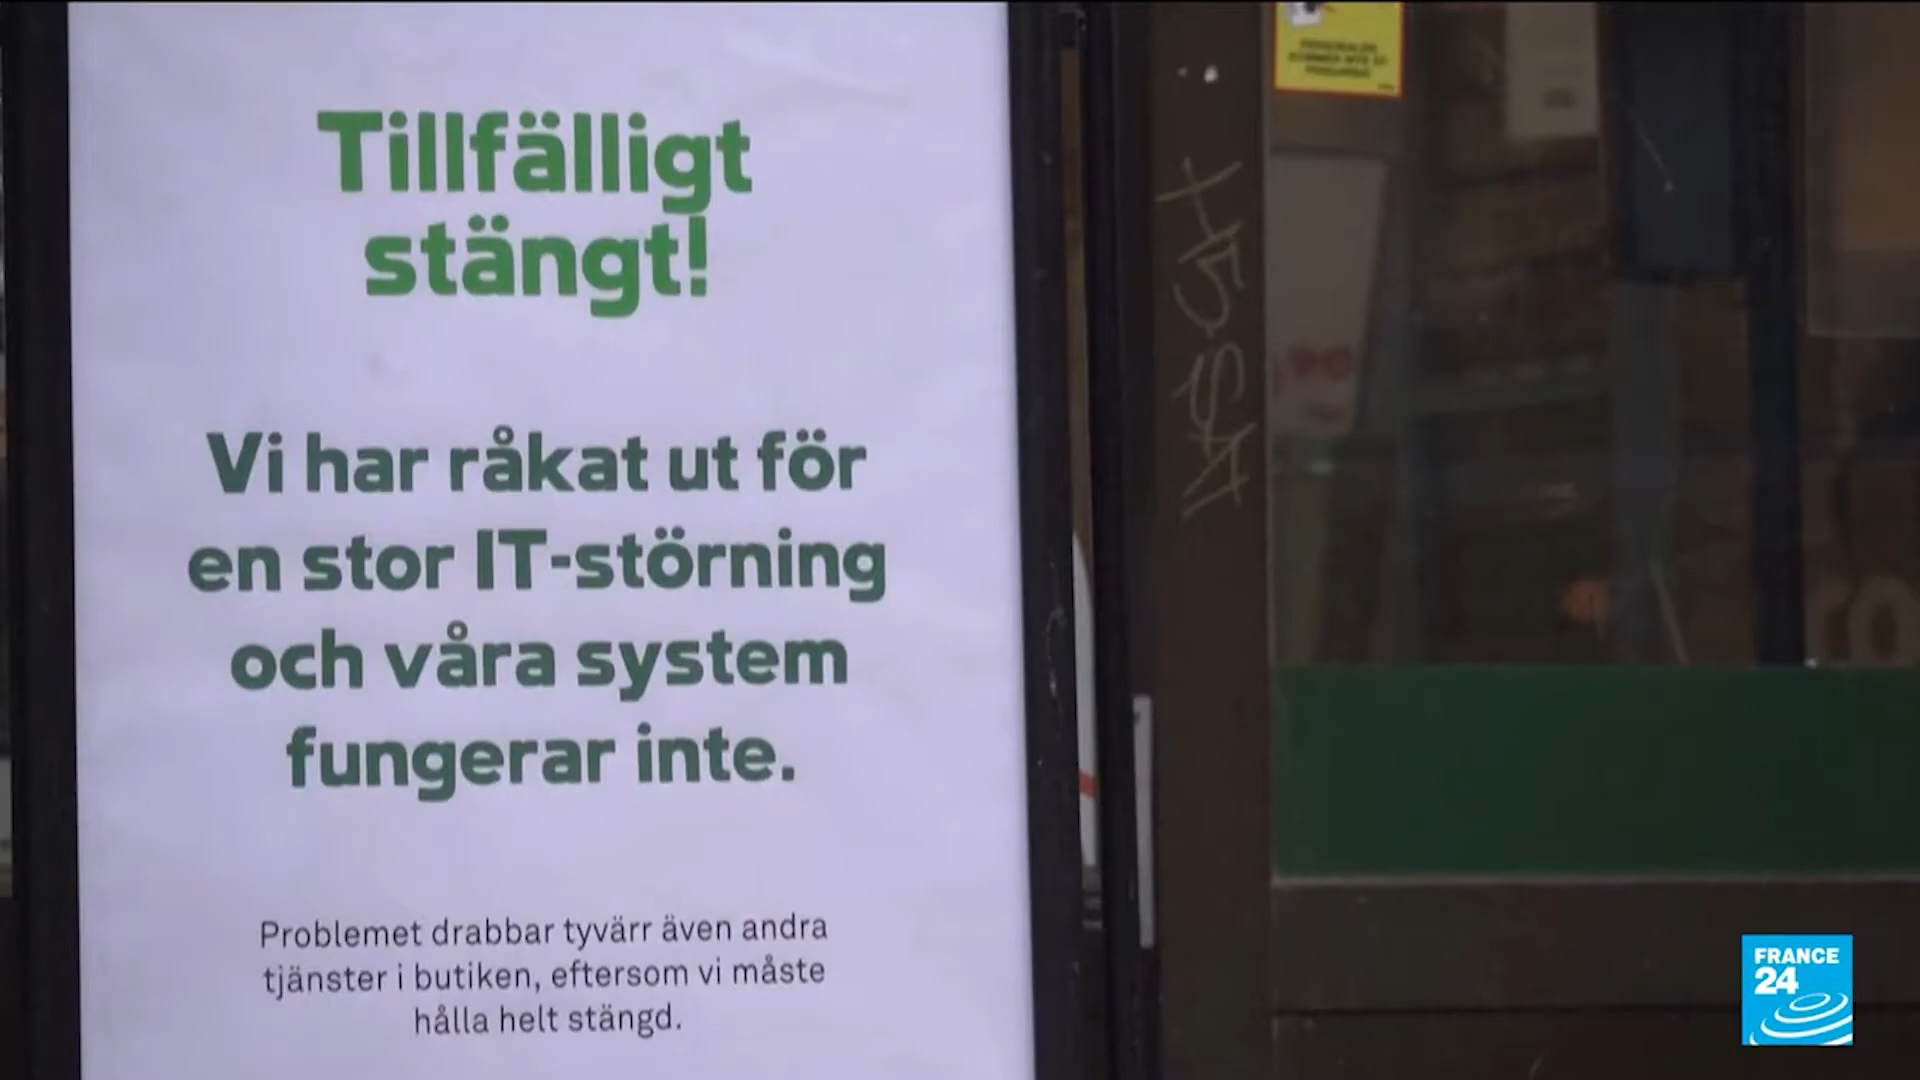 Tillfälligt
stängt!
Vi har råkat ut för
en stor IT-störning
och våra system
fungerar inte.
Problemet drabbar tyvärr även andra
tjänster i butiken, eftersom vi måste
hålla helt stängd.
FRANCE
24